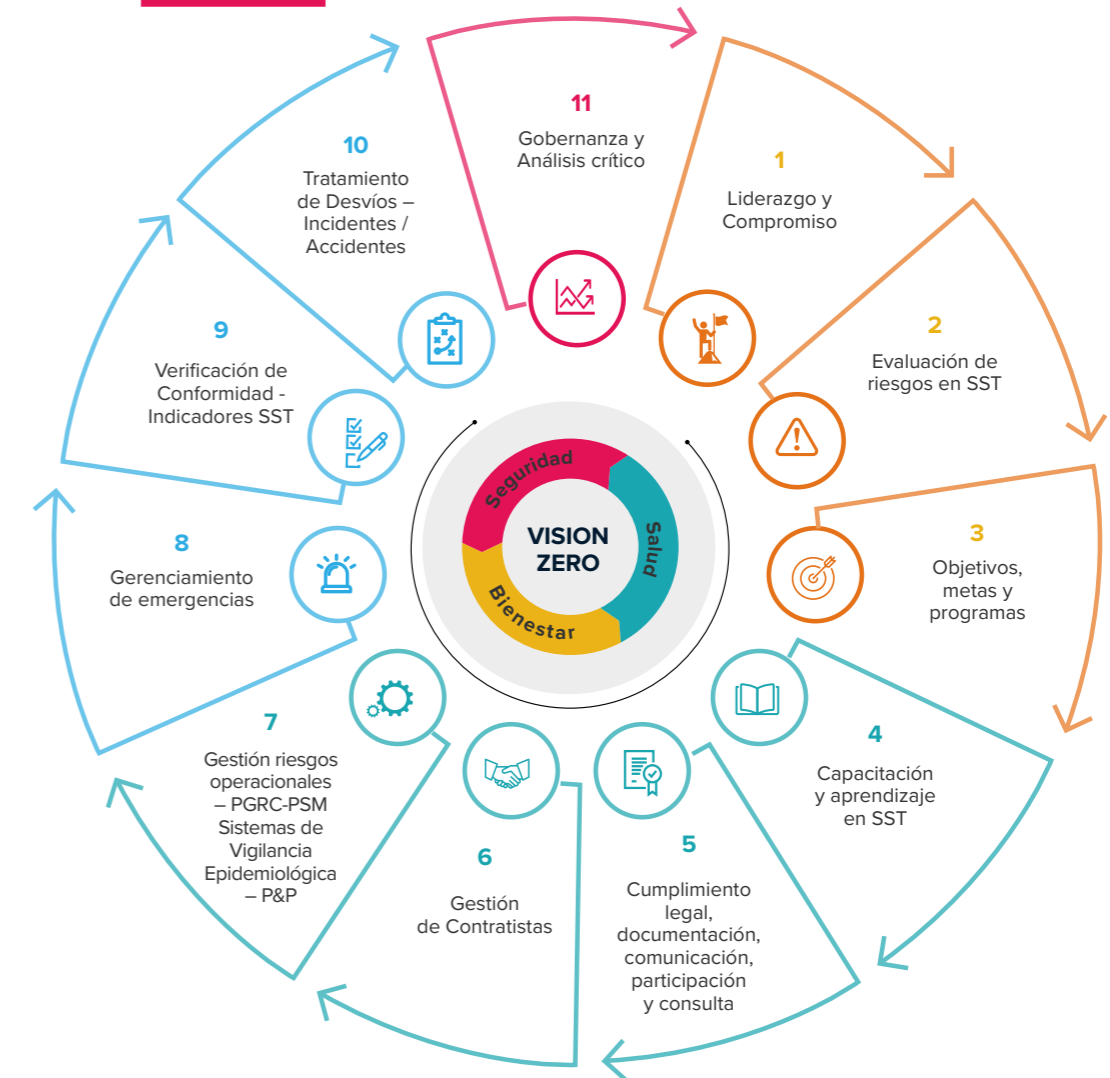 11
Gobernanza y
Análisis crítico
1
Liderazgo y
Compromiso
2
Evaluación de
riesgos en SST
3
Objetivos,
metas y
programas
4
Capacitación
y aprendizaje
en SST
5
Cumplimiento
legal,
documentación,
comunicación,
participación
y consulta
6
Gestión
de Contratistas
7
Gestión riesgos
operacionales
– PGRC-PSM
Sistemas de
Vigilancia
Epidemiológica
– P&P
8
Gerenciamiento
de emergencias
9
Verificación de
Conformidad -
Indicadores SST
10
Tratamiento
de Desvíos –
Incidentes /
Accidentes
Seguridad
Salud
Bienestar
VISION
ZERO